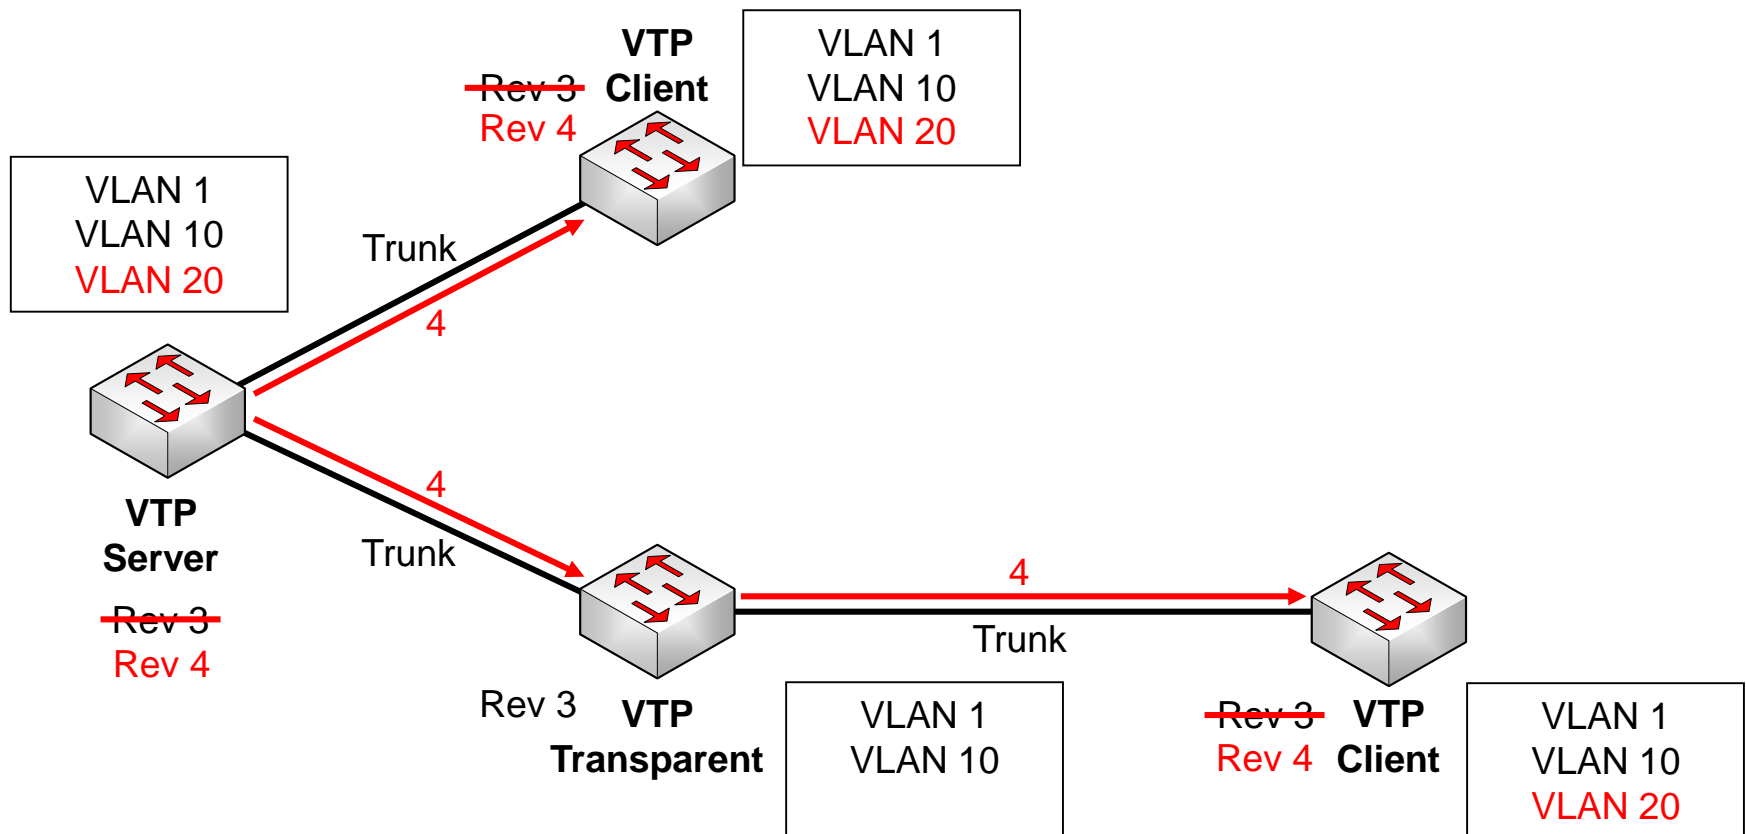 VTP
Client
Rev 3
Rev 4
VLAN 1
VLAN 10
VLAN 20
VLAN 1
VLAN 10
VLAN 20
Trunk
4
VTP
Server
Rev 3
Rev 4
4
Trunk
4
Trunk
Rev 3
VTP
Transparent
VLAN 1
VLAN 10
Rev 3
Rev 4
VTP
Client
VLAN 1
VLAN 10
VLAN 20